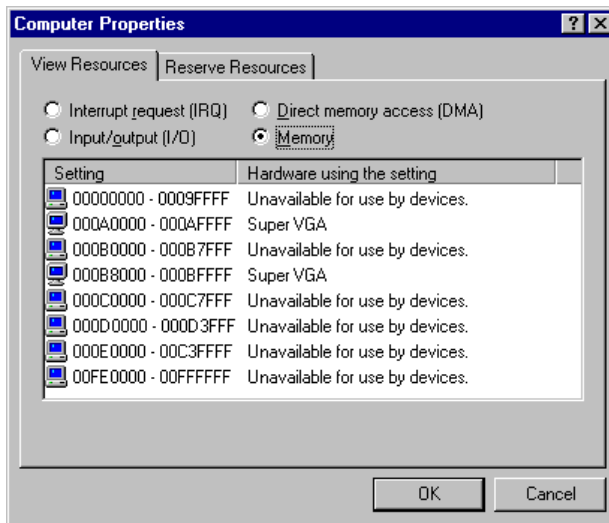 Computer Properties
View Resources Reserve Resources
Interrupt request (IRQ) Direct memory access (DMA)
Input/output (I/O) Memory
Setting Hardware using the setting
00000000 - 0009FFFF Unavailable for use by devices.
000A0000 - 000AFFFF Super VGA
000B0000 - 000B7FFF Unavailable for use by devices.
000B8000 - 000BFFFF Super VGA
000C0000 - 000C7FFF Unavailable for use by devices.
000D0000 - 000D3FFF Unavailable for use by devices.
000E0000 - 00C3FFFF Unavailable for use by devices.
00FE0000 - 00FFFFFF Unavailable for use by devices.
OK Cancel